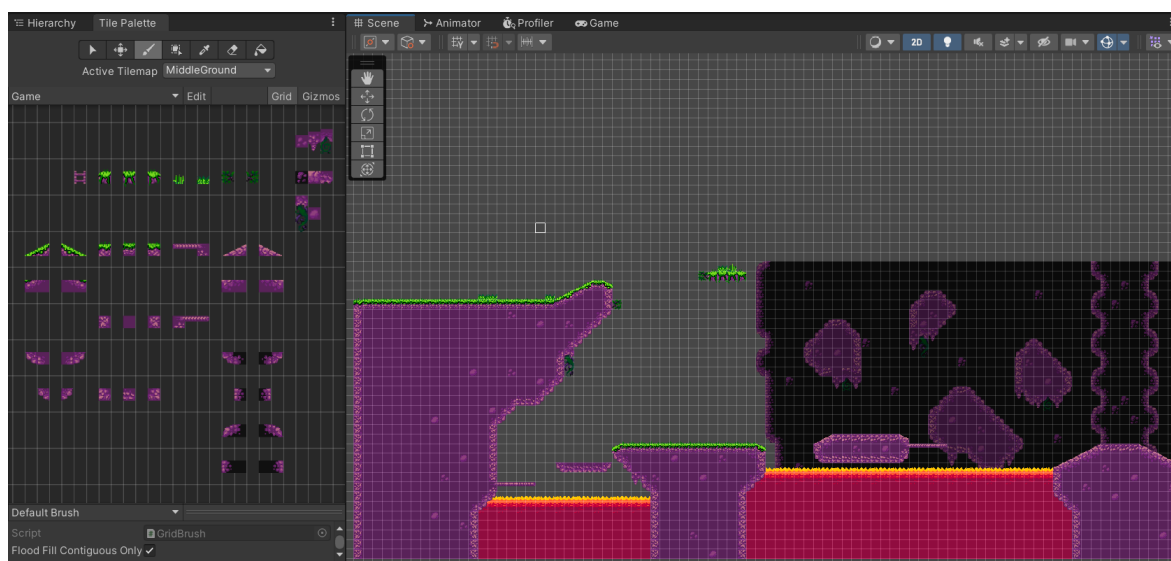 Hierarchy Tile Palette
Scene Animator Profiler Game
2D
Active Tilemap MiddleGround
Game Edit Grid Gizmos
Default Brush
Script GridBrush
Flood Fill Contiguous Only